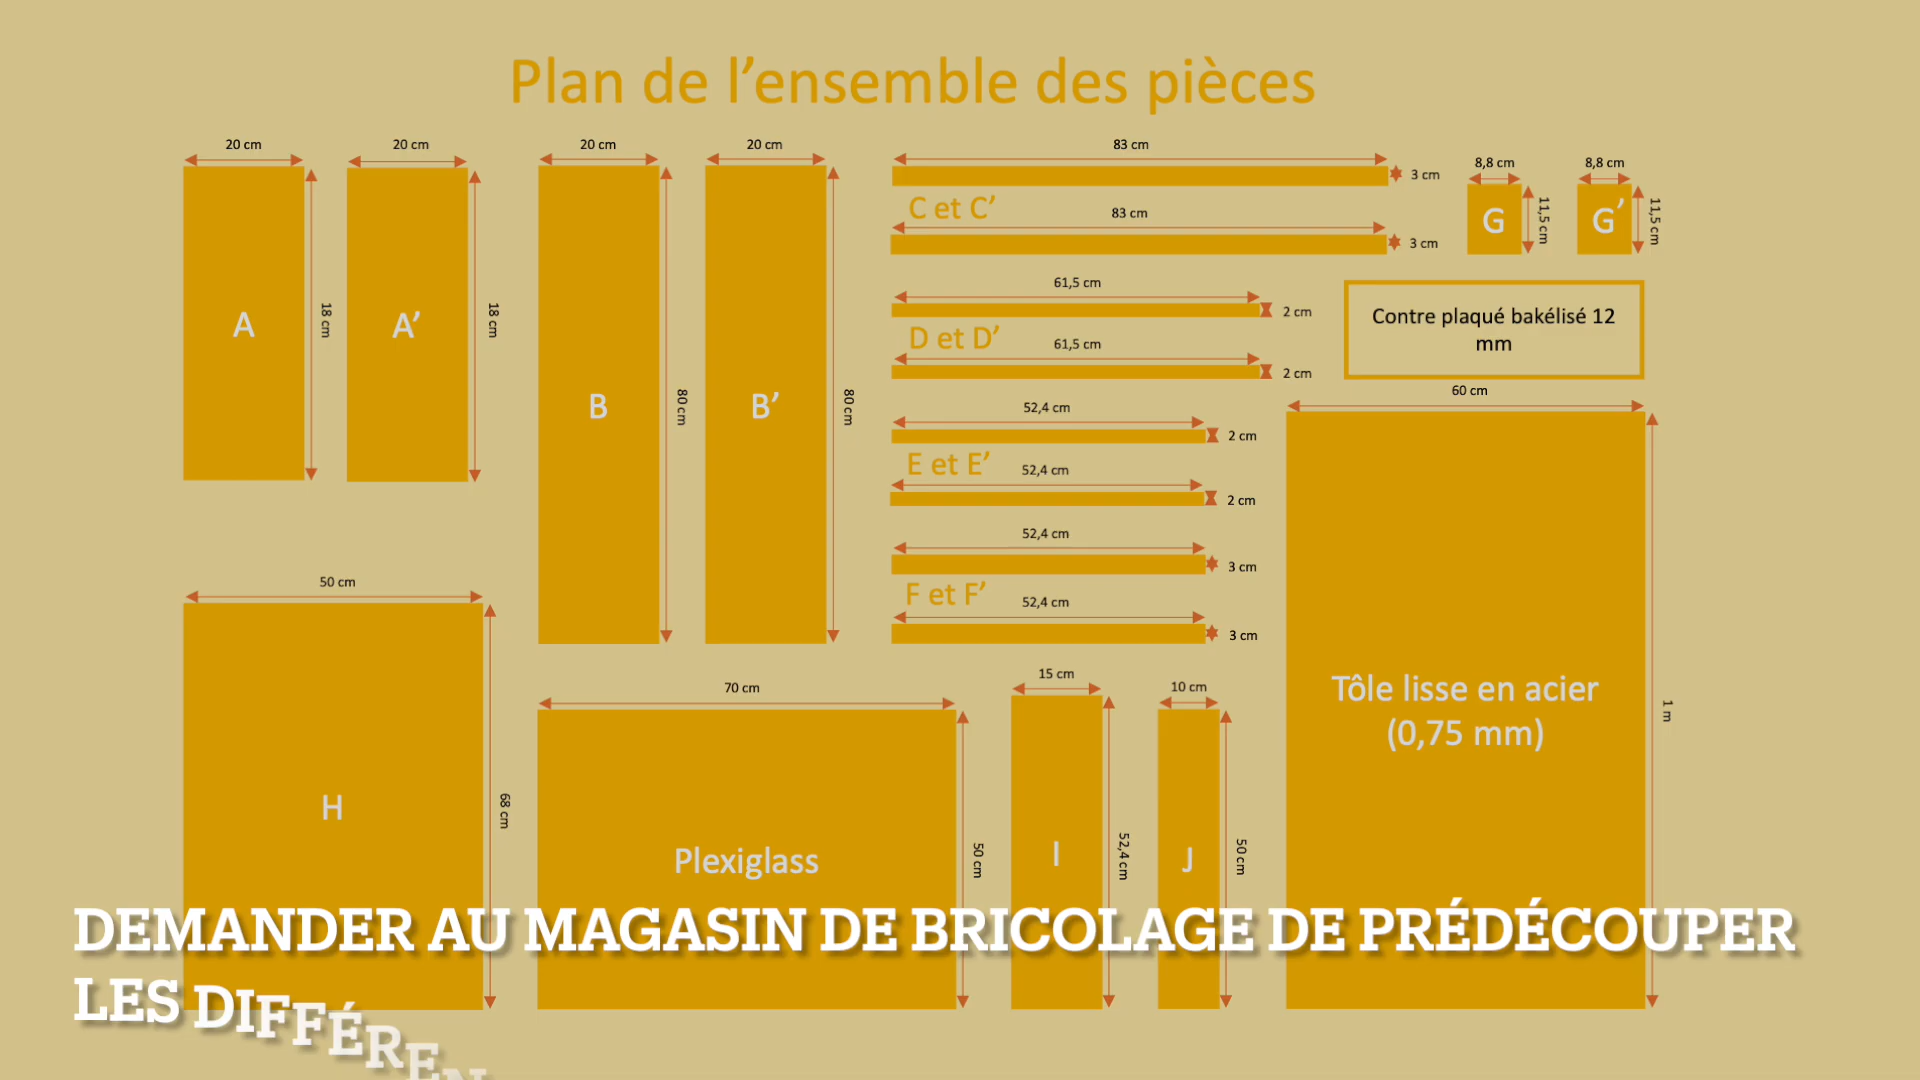 Plan de l’ensemble des pièces
20 cm
20 cm
20 cm
20 cm
83 cm
8,8 cm
8,8 cm
3 cm
C et C’
G
G’
11,5 cm
11,5 cm
83 cm
3 cm
61,5 cm
2 cm
A
18 cm
A’
18 cm
D et D’
61,5 cm
2 cm
Contre plaqué bakélisé 12
mm
60 cm
B
80 cm
B’
80 cm
52,4 cm
2 cm
E et E’
52,4 cm
2 cm
52,4 cm
3 cm
F et F’
52,4 cm
3 cm
50 cm
Tôle lisse en acier
(0,75 mm)
1 m
70 cm
15 cm
10 cm
H
68 cm
Plexiglass
50 cm
I
52,4 cm
J
50 cm
DEMANDER AU MAGASIN DE BRICOLAGE DE PRÉDÉCOUPER
LES DIFFÉREN